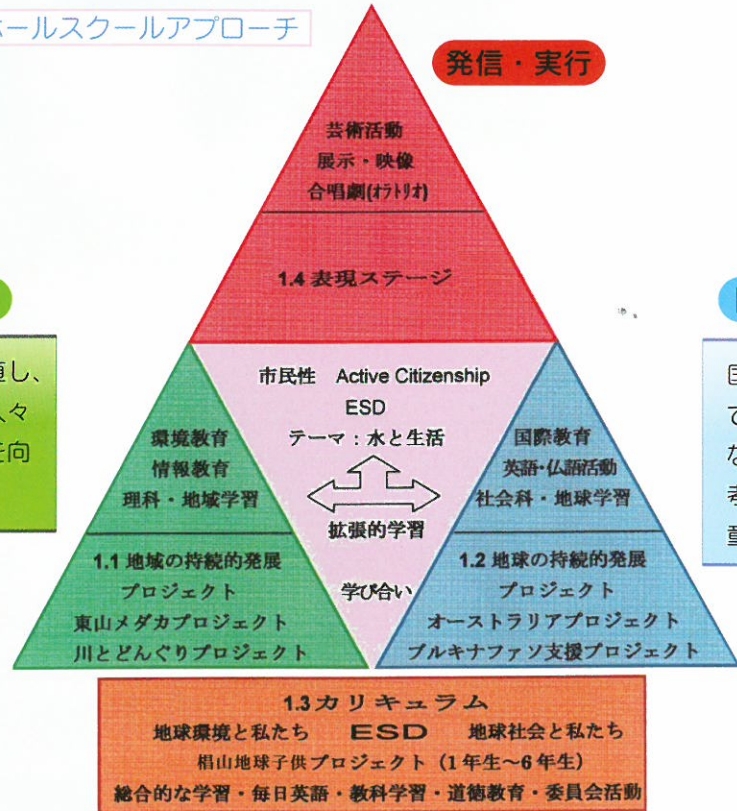 ホールスクールアプローチ
発信・実行
芸術活動
展示・映像
合唱劇(ｵﾗﾄﾘｵ)
1.4 表現ステージ
市民性 Active Citizenship
ESD
テーマ：水と生活
拡張的学習
学び合い
環境教育
情報教育
理科・地域学習
1.1 地域の持続的発展
プロジェクト
東山メダカプロジェクト
川とどんぐりプロジェクト
国際教育
英語・仏語活動
社会科・地球学習
1.2 地球の持続的発展
プロジェクト
オーストラリアプロジェクト
ブルキナファソ支援プロジェクト
直し、
人々
を向
国
て
な
考
動
1.3カリキュラム
地球環境と私たち ESD 地球社会と私たち
椙山地球子供プロジェクト（1年生～6年生）
総合的な学習・毎日英語・教科学習・道徳教育・委員会活動